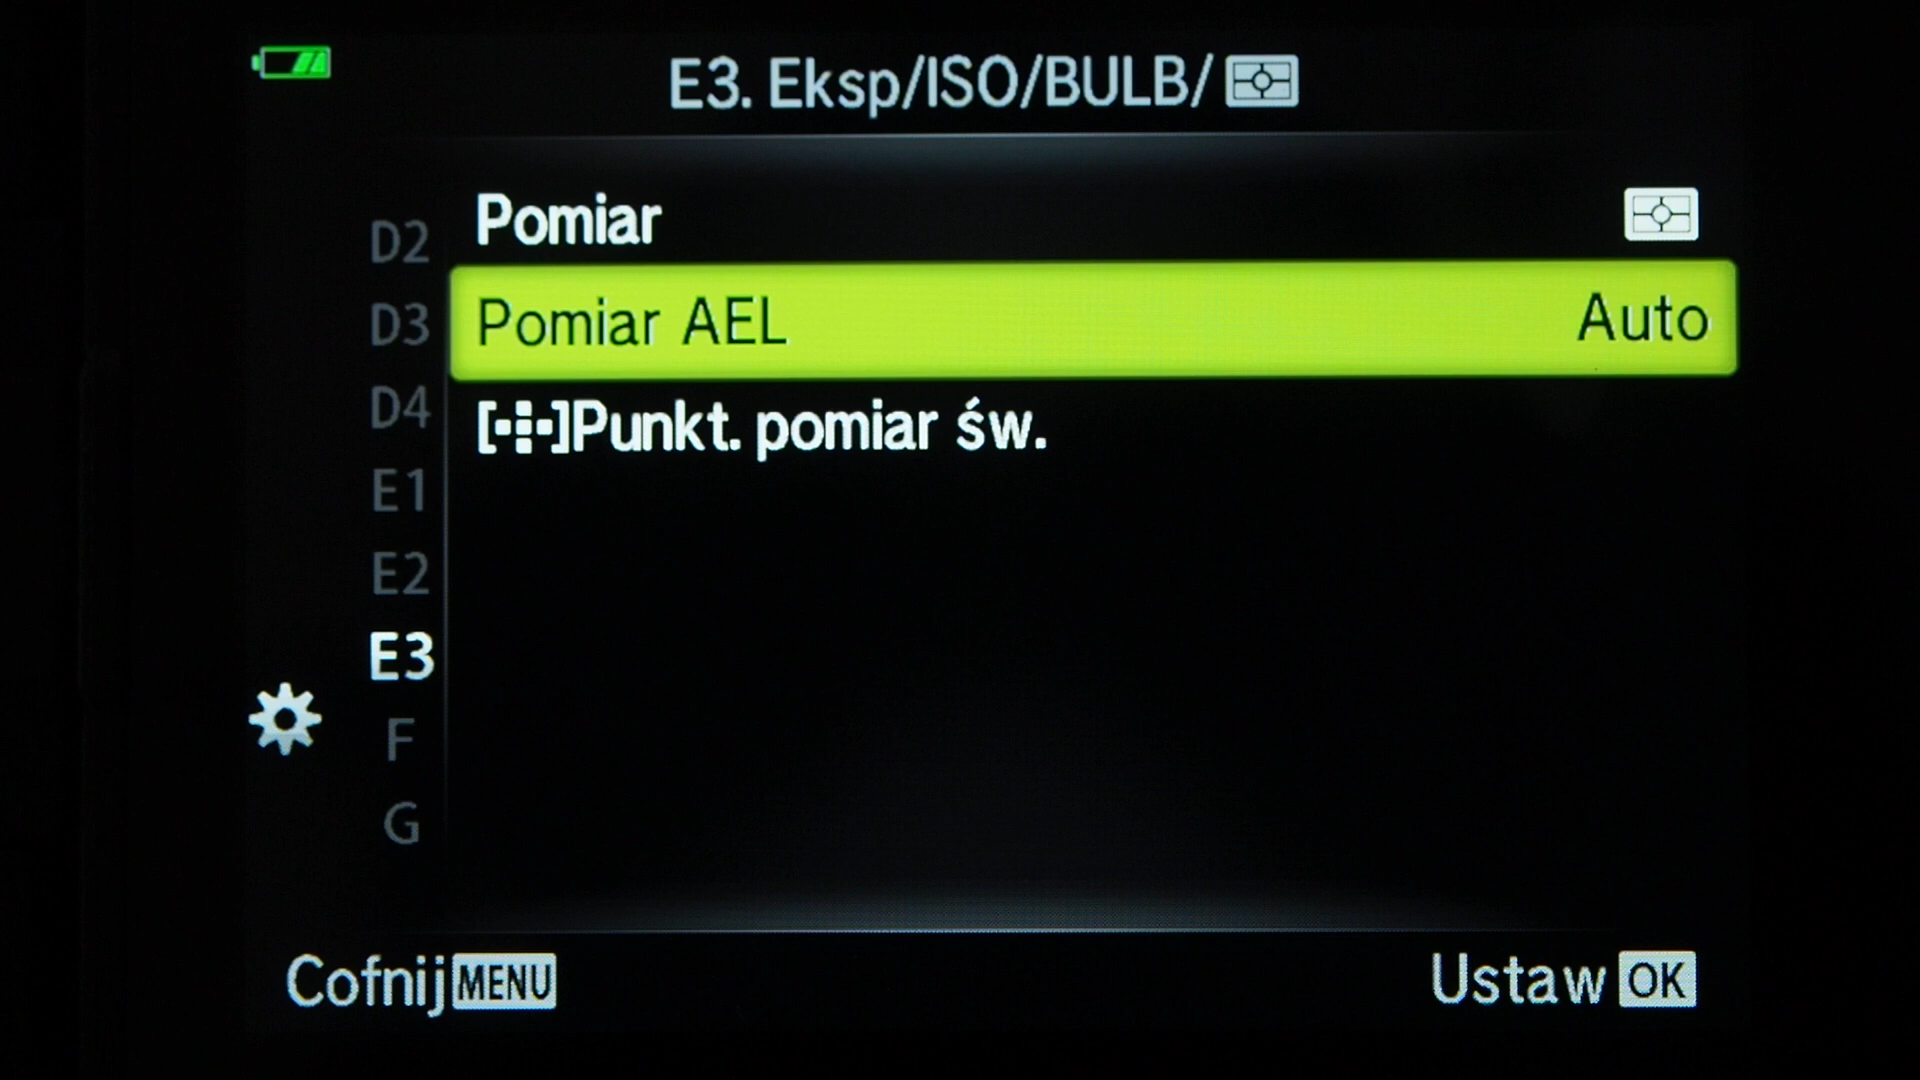 E3. Eksp/ISO/BULB/
D2
D3
D4
E1
E2
E3
F
G
Pomiar
Pomiar AEL Auto
[·:·]Punkt. pomiar św.
Cofnij MENU
Ustaw OK